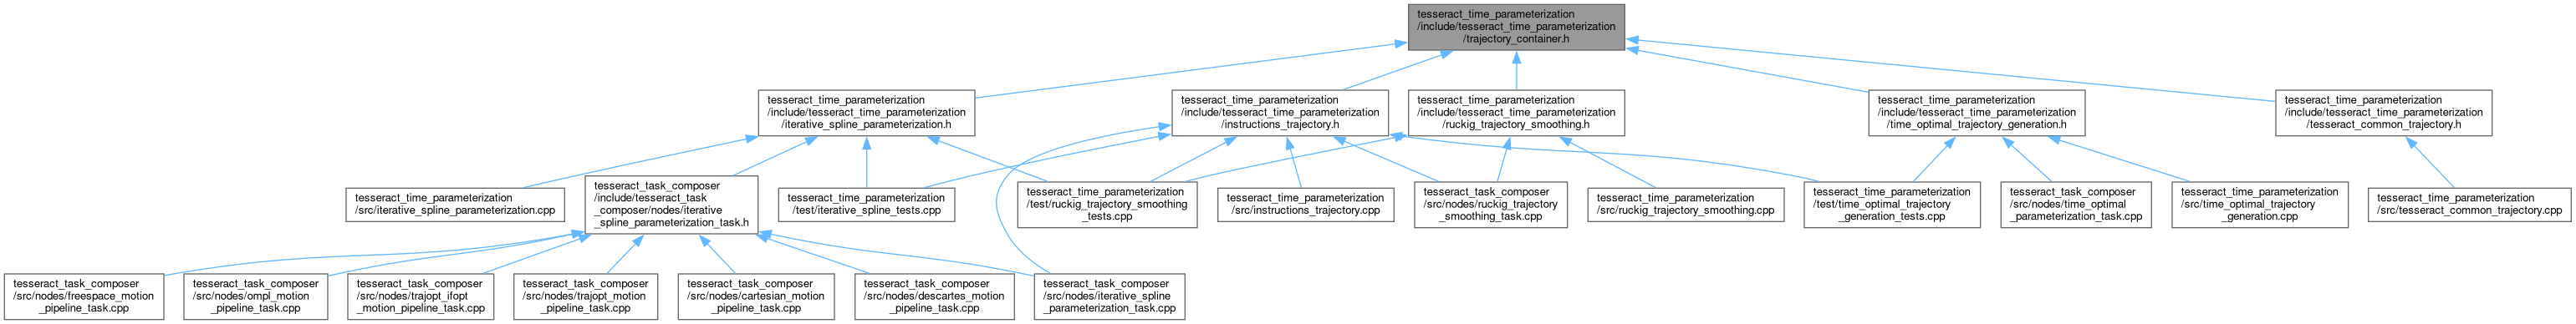 tesseract_time_parameterization
/include/tesseract_time_parameterization
/trajectory_container.h
tesseract_time_parameterization
/include/tesseract_time_parameterization
/iterative_spline_parameterization.h
tesseract_time_parameterization
/include/tesseract_time_parameterization
/instructions_trajectory.h
tesseract_time_parameterization
/include/tesseract_time_parameterization
/ruckig_trajectory_smoothing.h
tesseract_time_parameterization
/include/tesseract_time_parameterization
/time_optimal_trajectory_generation.h
tesseract_time_parameterization
/include/tesseract_time_parameterization
/tesseract_common_trajectory.h
tesseract_time_parameterization
/src/iterative_spline_parameterization.cpp
tesseract_task_composer
/include/tesseract_task
_composer/nodes/iterative
_spline_parameterization_task.h
tesseract_time_parameterization
/test/iterative_spline_tests.cpp
tesseract_time_parameterization
/test/ruckig_trajectory_smoothing
_tests.cpp
tesseract_time_parameterization
/src/instructions_trajectory.cpp
tesseract_task_composer
/src/nodes/ruckig_trajectory
_smoothing_task.cpp
tesseract_time_parameterization
/src/ruckig_trajectory_smoothing.cpp
tesseract_time_parameterization
/test/time_optimal_trajectory
_generation_tests.cpp
tesseract_task_composer
/src/nodes/time_optimal
_parameterization_task.cpp
tesseract_time_parameterization
/src/time_optimal_trajectory
_generation.cpp
tesseract_time_parameterization
/src/tesseract_common_trajectory.cpp
tesseract_task_composer
/src/nodes/freespace_motion
_pipeline_task.cpp
tesseract_task_composer
/src/nodes/ompl_motion
_pipeline_task.cpp
tesseract_task_composer
/src/nodes/trajopt_ifopt
_motion_pipeline_task.cpp
tesseract_task_composer
/src/nodes/trajopt_motion
_pipeline_task.cpp
tesseract_task_composer
/src/nodes/cartesian_motion
_pipeline_task.cpp
tesseract_task_composer
/src/nodes/descartes_motion
_pipeline_task.cpp
tesseract_task_composer
/src/nodes/iterative_spline
_parameterization_task.cpp